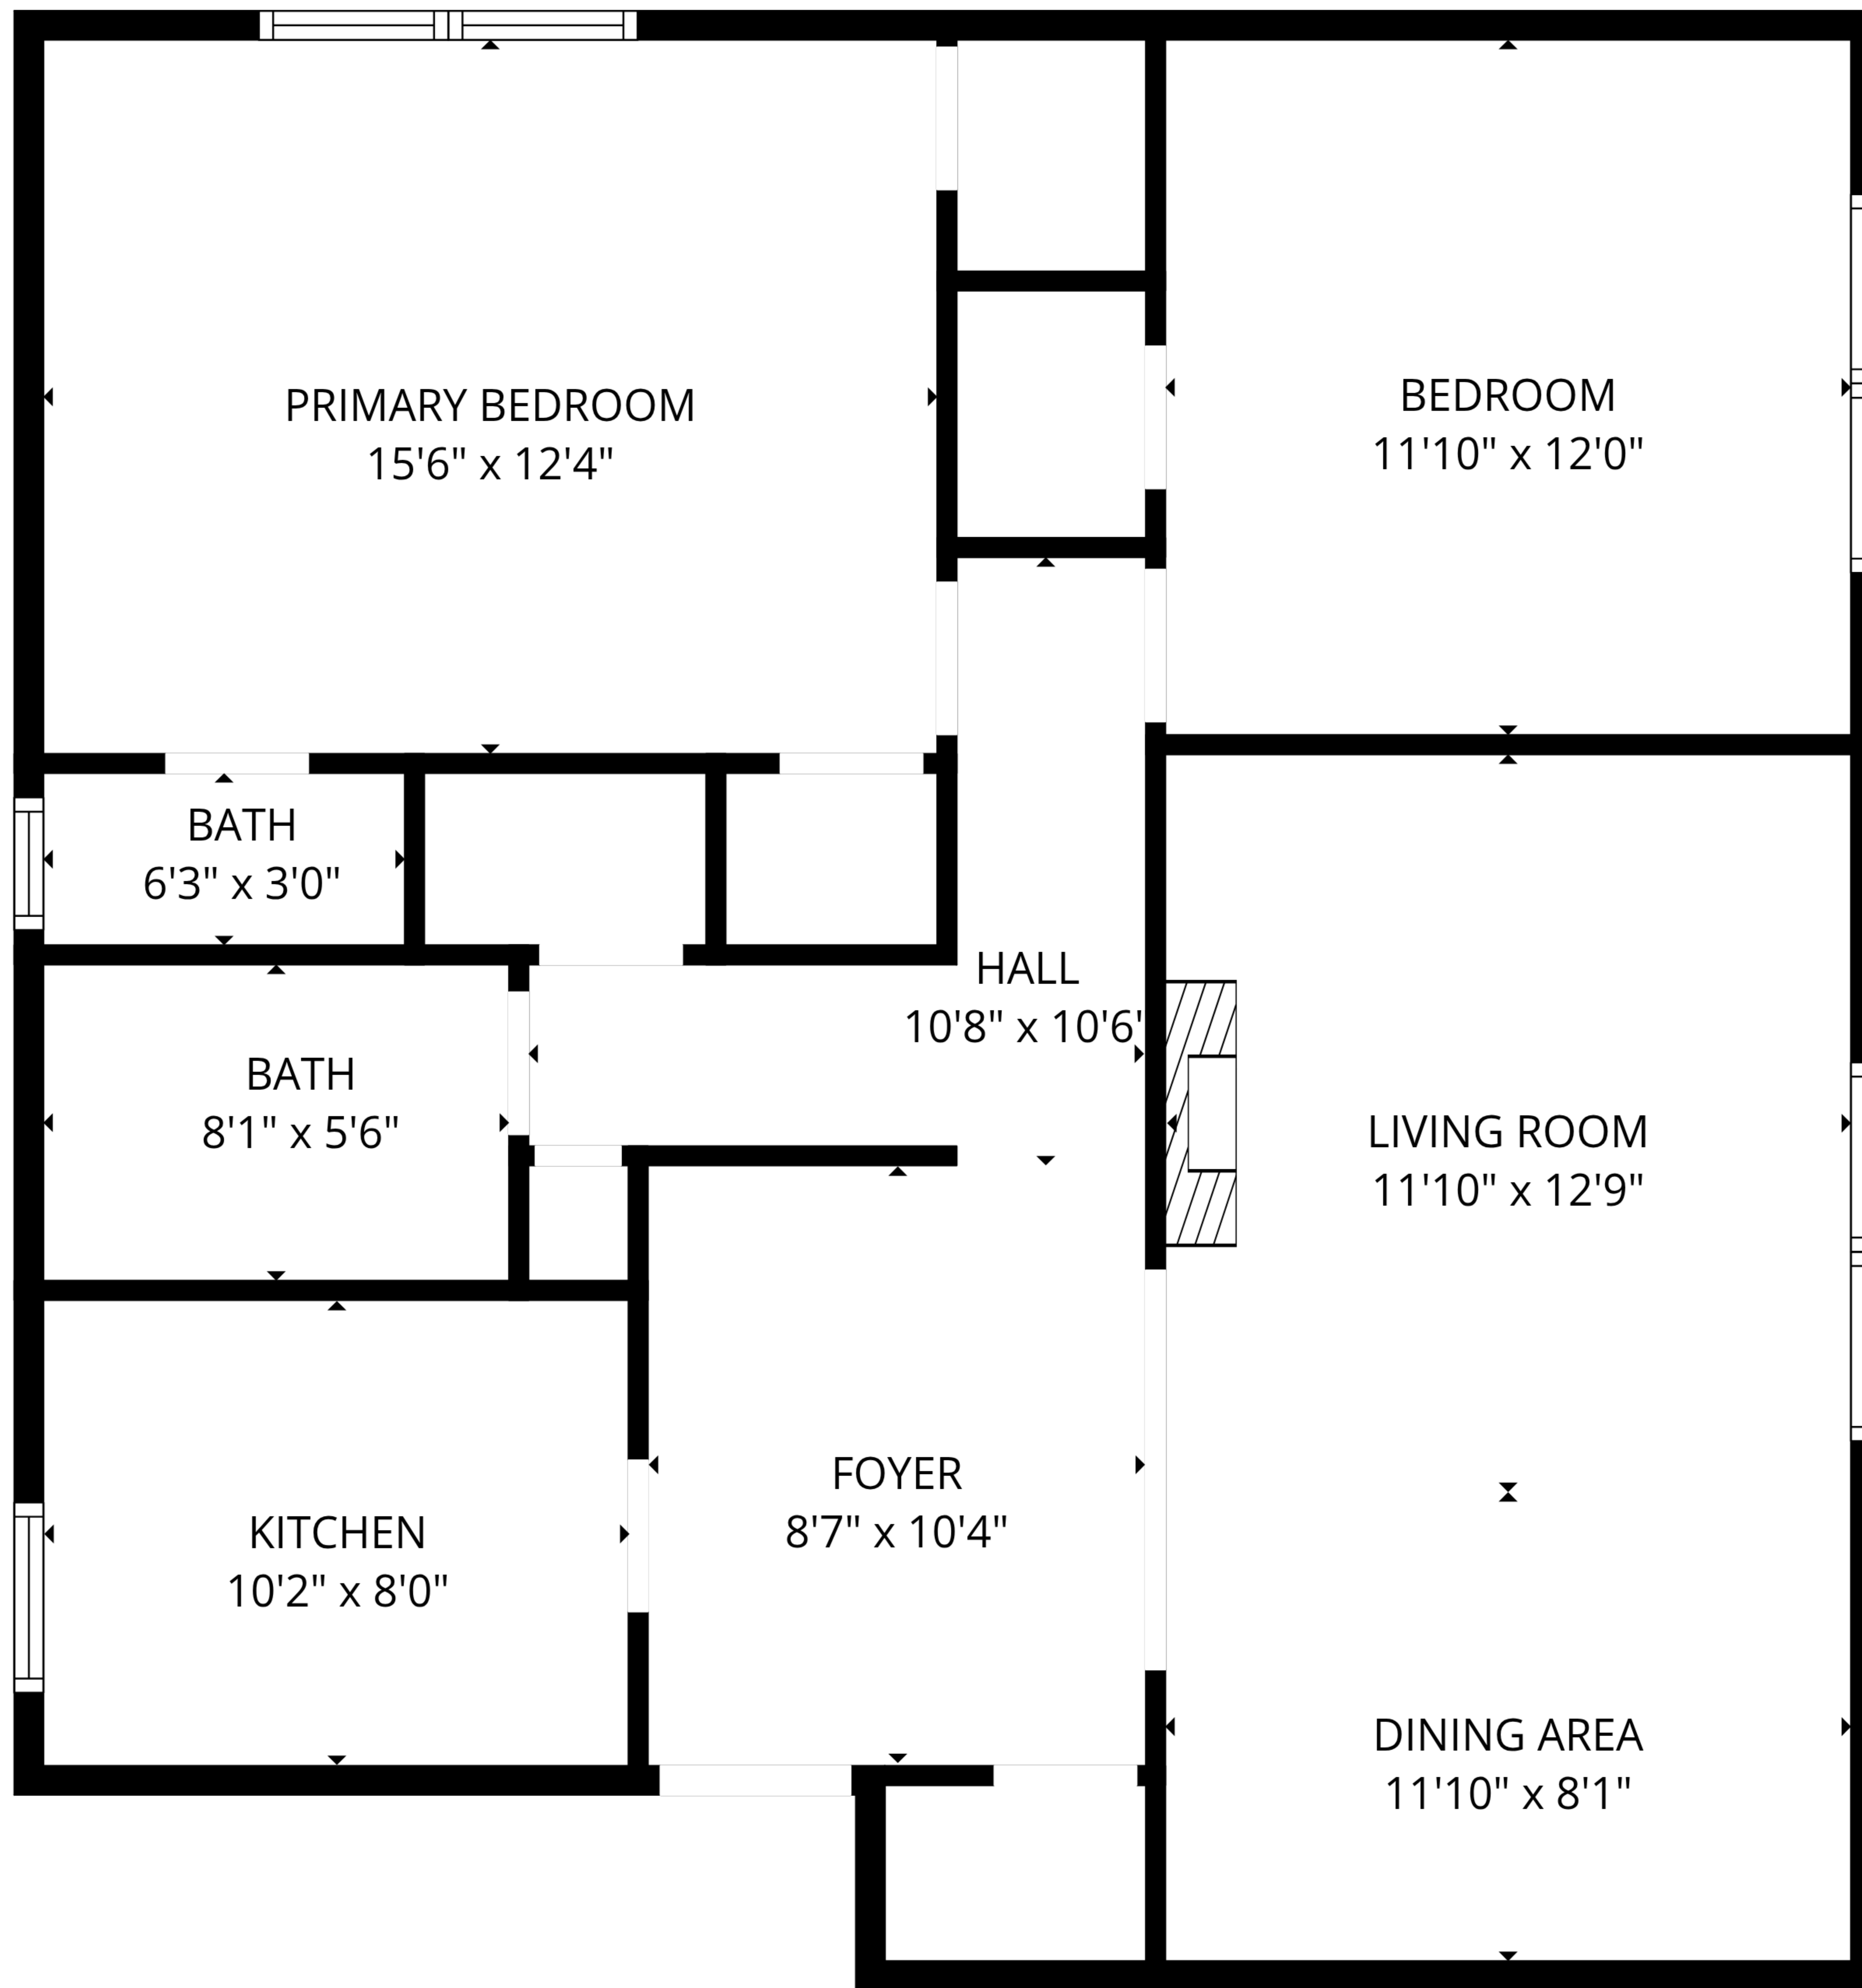 PRIMARY BEDROOM
15'6" x 12'4"
BEDROOM
11'10" x 12'0"
BATH
6'3" x 3'0"
HALL
10'8" x 10'6'
BATH
8'1" x 5'6"
LIVING ROOM
11'10" x 12'9"
FOYER
8'7" x 10'4"
KITCHEN
10'2" x 8'0"
DINING AREA
11'10" x 8'1"